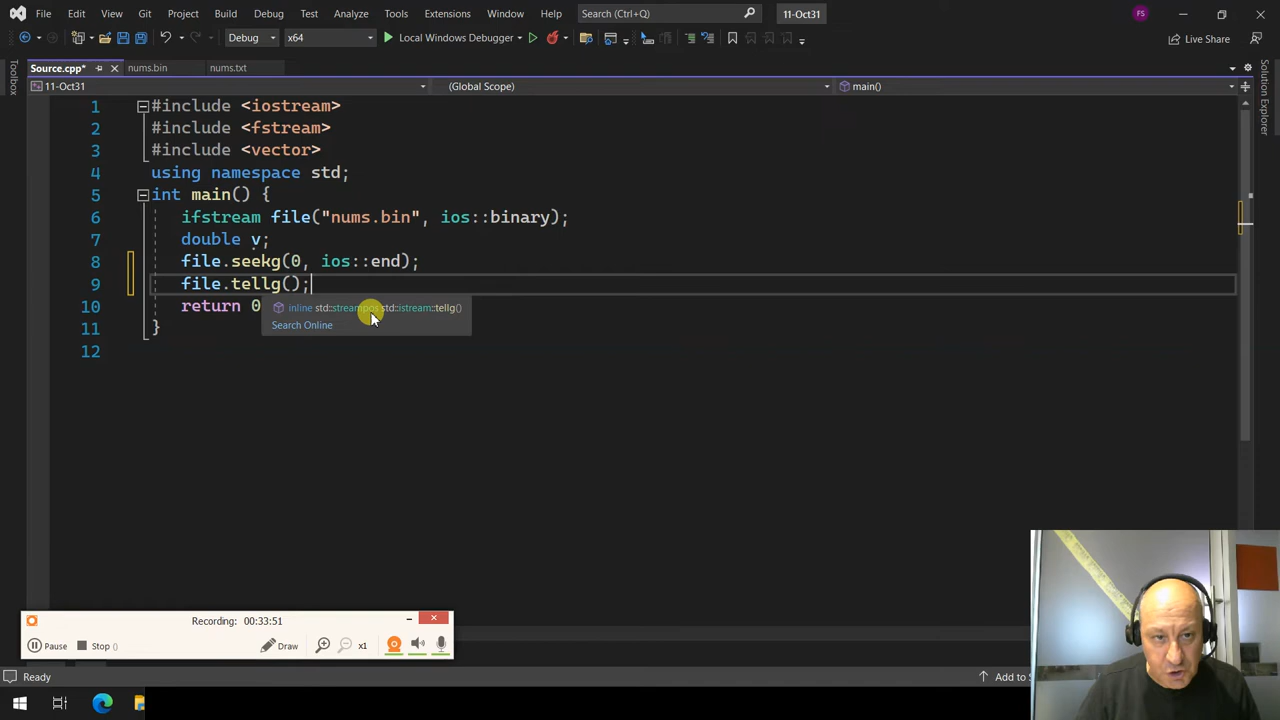 File Edit View Git Project Build Debug Test Analyze Tools Extensions Window Help Search (Ctrl+Q) 11-Oct31 FS
Debug x64 Local Windows Debugger Live Share
Source.cpp* nums.bin nums.txt
11-Oct31 (Global Scope) main()
Toolbox
Solution Explorer
1 #include <iostream>
2 #include <fstream>
3 #include <vector>
4 using namespace std;
5 int main() {
6 ifstream file("nums.bin", ios::binary);
7 double v;
8 file.seekg(0, ios::end);
9 file.tellg();
10 return 0
inline std::streampos std::istream::tellg()
Search Online
11 }
12
Recording: 00:33:51
Pause Stop () Draw x1
Ready Add to S